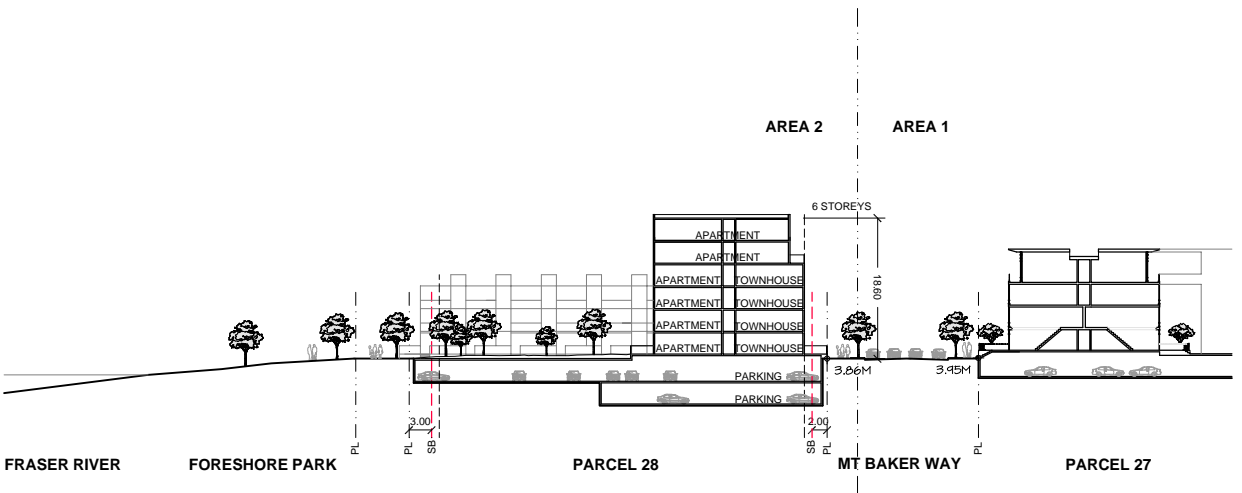 AREA 2
AREA 1
6 STOREYS
18.60
APARTMENT
APARTMENT
APARTMENT TOWNHOUSE
APARTMENT TOWNHOUSE
APARTMENT TOWNHOUSE
APARTMENT TOWNHOUSE
3.86M
3.95M
PARKING
PARKING
3.00
2.00
PL
PL
SB
SB
PL
PL
FRASER RIVER
FORESHORE PARK
PARCEL 28
MT BAKER WAY
PARCEL 27